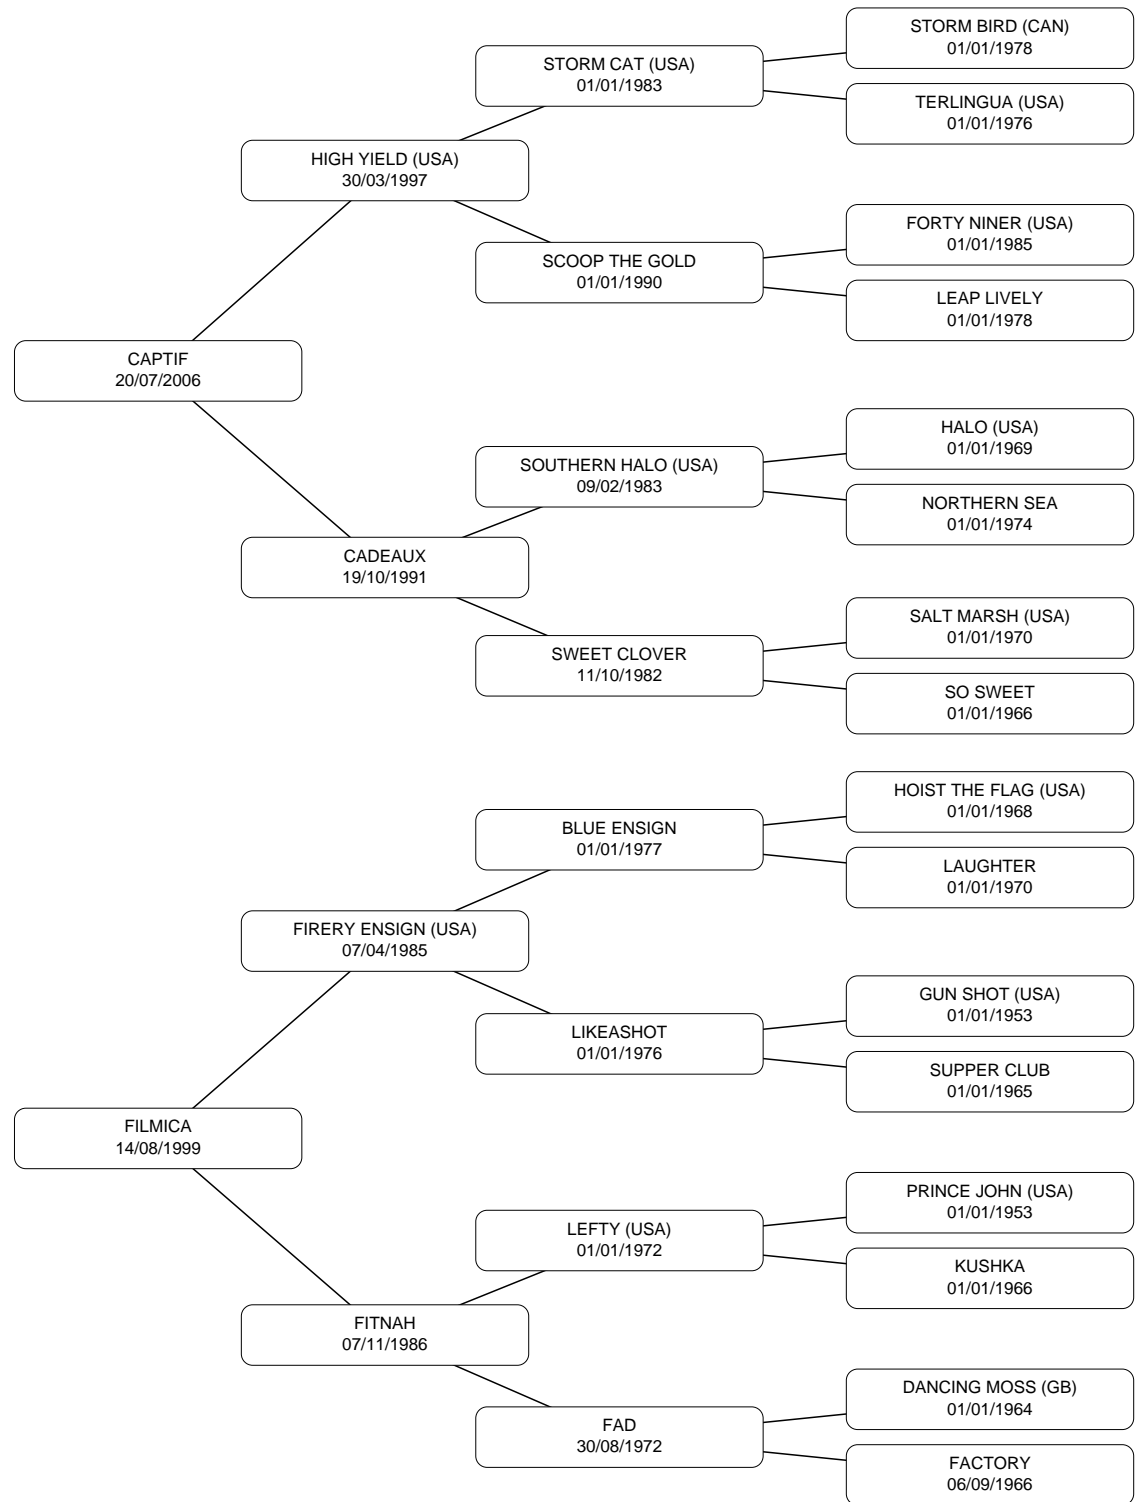 STORM BIRD (CAN)
01/01/1978
STORM CAT (USA)
01/01/1983
TERLINGUA (USA)
01/01/1976
HIGH YIELD (USA)
30/03/1997
FORTY NINER (USA)
01/01/1985
SCOOP THE GOLD
01/01/1990
LEAP LIVELY
01/01/1978
CAPTIF
20/07/2006
HALO (USA)
01/01/1969
SOUTHERN HALO (USA)
09/02/1983
NORTHERN SEA
01/01/1974
CADEAUX
19/10/1991
SALT MARSH (USA)
01/01/1970
SWEET CLOVER
11/10/1982
SO SWEET
01/01/1966
HOIST THE FLAG (USA)
01/01/1968
BLUE ENSIGN
01/01/1977
LAUGHTER
01/01/1970
FIRERY ENSIGN (USA)
07/04/1985
GUN SHOT (USA)
01/01/1953
LIKEASHOT
01/01/1976
SUPPER CLUB
01/01/1965
FILMICA
14/08/1999
PRINCE JOHN (USA)
01/01/1953
LEFTY (USA)
01/01/1972
KUSHKA
01/01/1966
FITNAH
07/11/1986
DANCING MOSS (GB)
01/01/1964
FAD
30/08/1972
FACTORY
06/09/1966